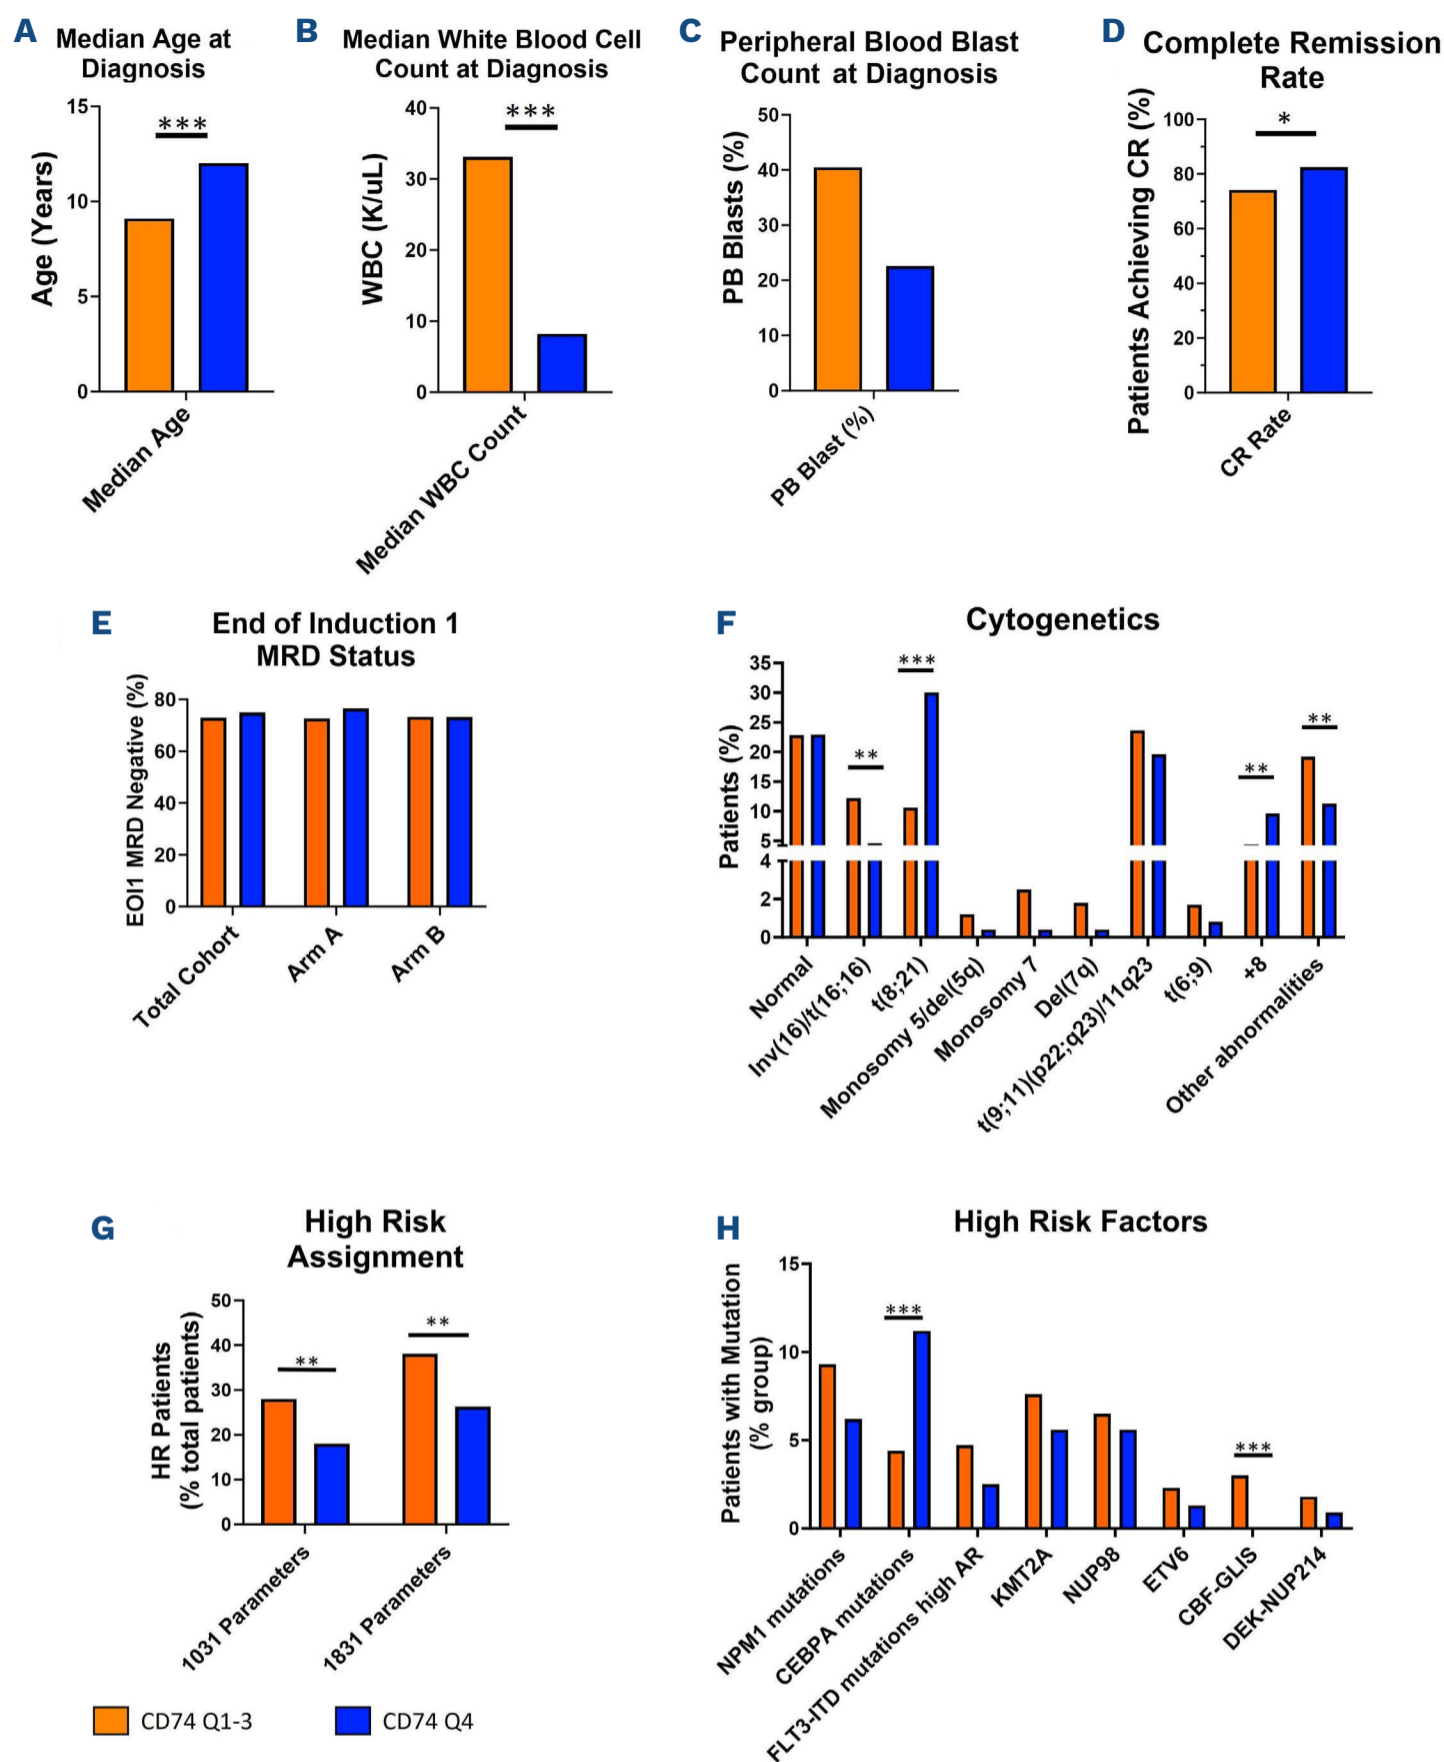 A
Median Age at
Diagnosis
Age (Years)
15
10
5
0
***
Median Age
B
Median White Blood Cell
Count at Diagnosis
WBC (K/uL)
40
30
20
10
0
***
Median WBC Count
C
Peripheral Blood Blast
Count at Diagnosis
PB Blasts (%)
50
40
30
20
10
0
PB Blast (%)
D
Complete Remission
Rate
Patients Achieving CR (%)
100
80
60
40
20
0
*
CR Rate
E
End of Induction 1
MRD Status
EOI1 MRD Negative (%)
80
60
40
20
0
Total Cohort
Arm A
Arm B
F
Cytogenetics
Patients (%)
35
30
25
20
15
10
5
4
2
0
**
***
**
**
Normal
Inv(16)/t(16;16)
t(8;21)
Monosomy 5/del(5q)
Monosomy 7
Del(7q)
t(9;11)(p22;q23)/11q23
t(6;9)
+8
Other abnormalities
G
High Risk
Assignment
HR Patients
(% total patients)
50
40
30
20
10
0
**
**
1031 Parameters
1831 Parameters
H
High Risk Factors
Patients with Mutation
(% group)
15
10
5
0
***
***
NPM1 mutations
CEBPA mutations
FLT3-ITD mutations high AR
KMT2A
NUP98
ETV6
CBF-GLIS
DEK-NUP214
CD74 Q1-3
CD74 Q4